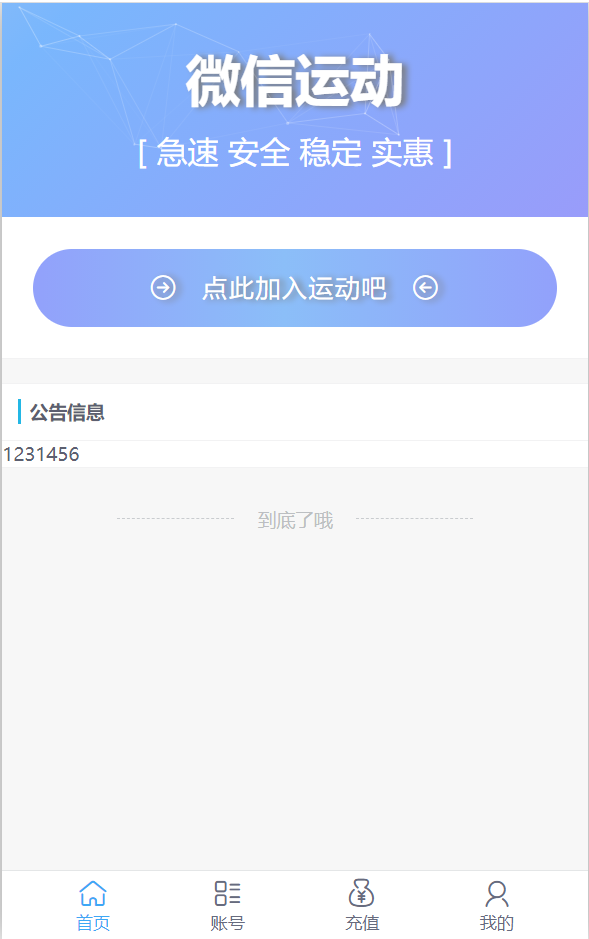 微信运动
[ 急速 安全 稳定 实惠 ]
点此加入运动吧
公告信息
1231456
到底了哦
首页 账号 充值 我的